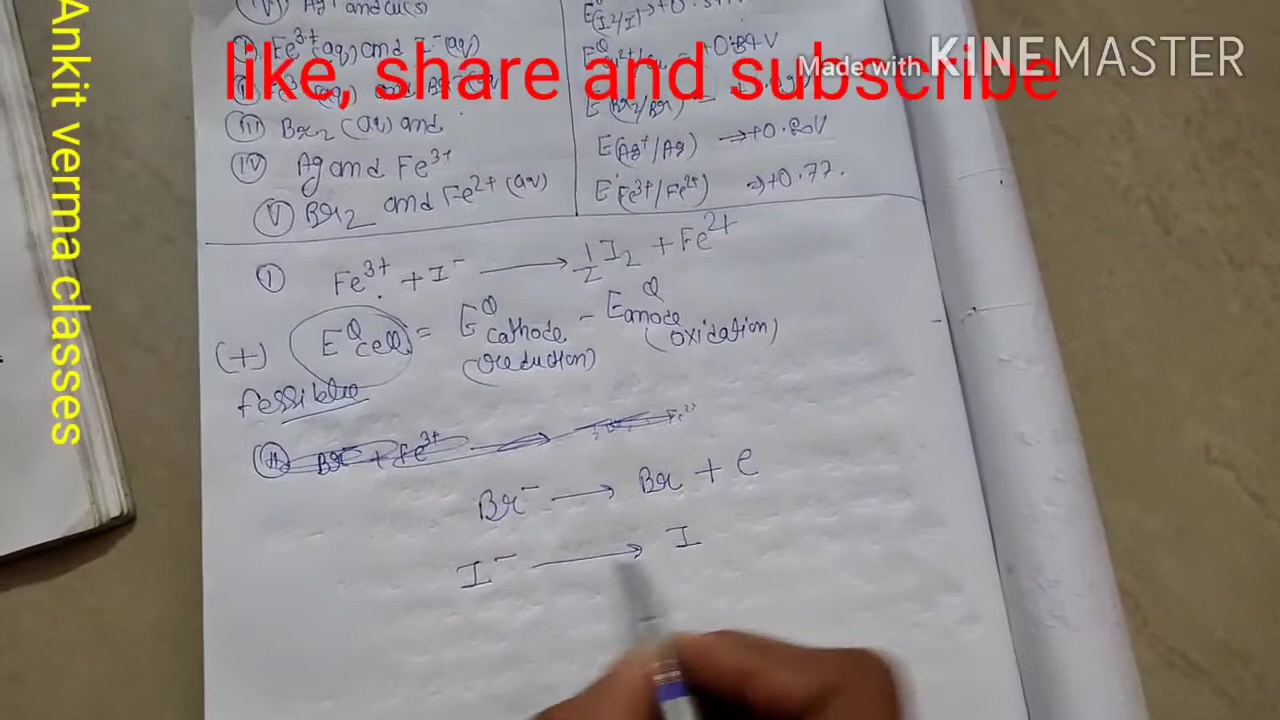 Ankit verma classes
like, share and subscribe
Made with KINEMASTER
Fe³⁺(aq) and I⁻(aq)
(III) Br₂ (aq) and
(IV) Ag and Fe³⁺
(V) Br₂ and Fe²⁺ (aq)
E(Ag⁺/Ag) → +0.80V
E°(Fe³⁺/Fe²⁺) → +0.77.
(I) Fe³⁺ + I⁻ → 1/2 I₂ + Fe²⁺
(+) E°cell = E°cathode - E°anode
(reduction) (oxidation)
fessible
Br⁻ → Br + e
I⁻ → I